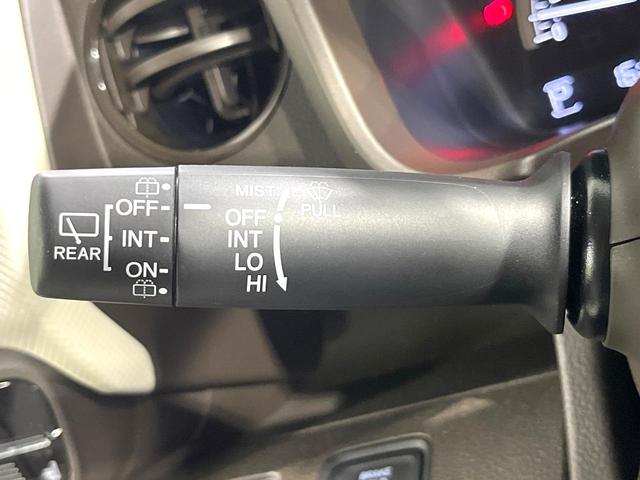 REAR
OFF
INT
ON
MIST
PULL
OFF
INT
LO
HI